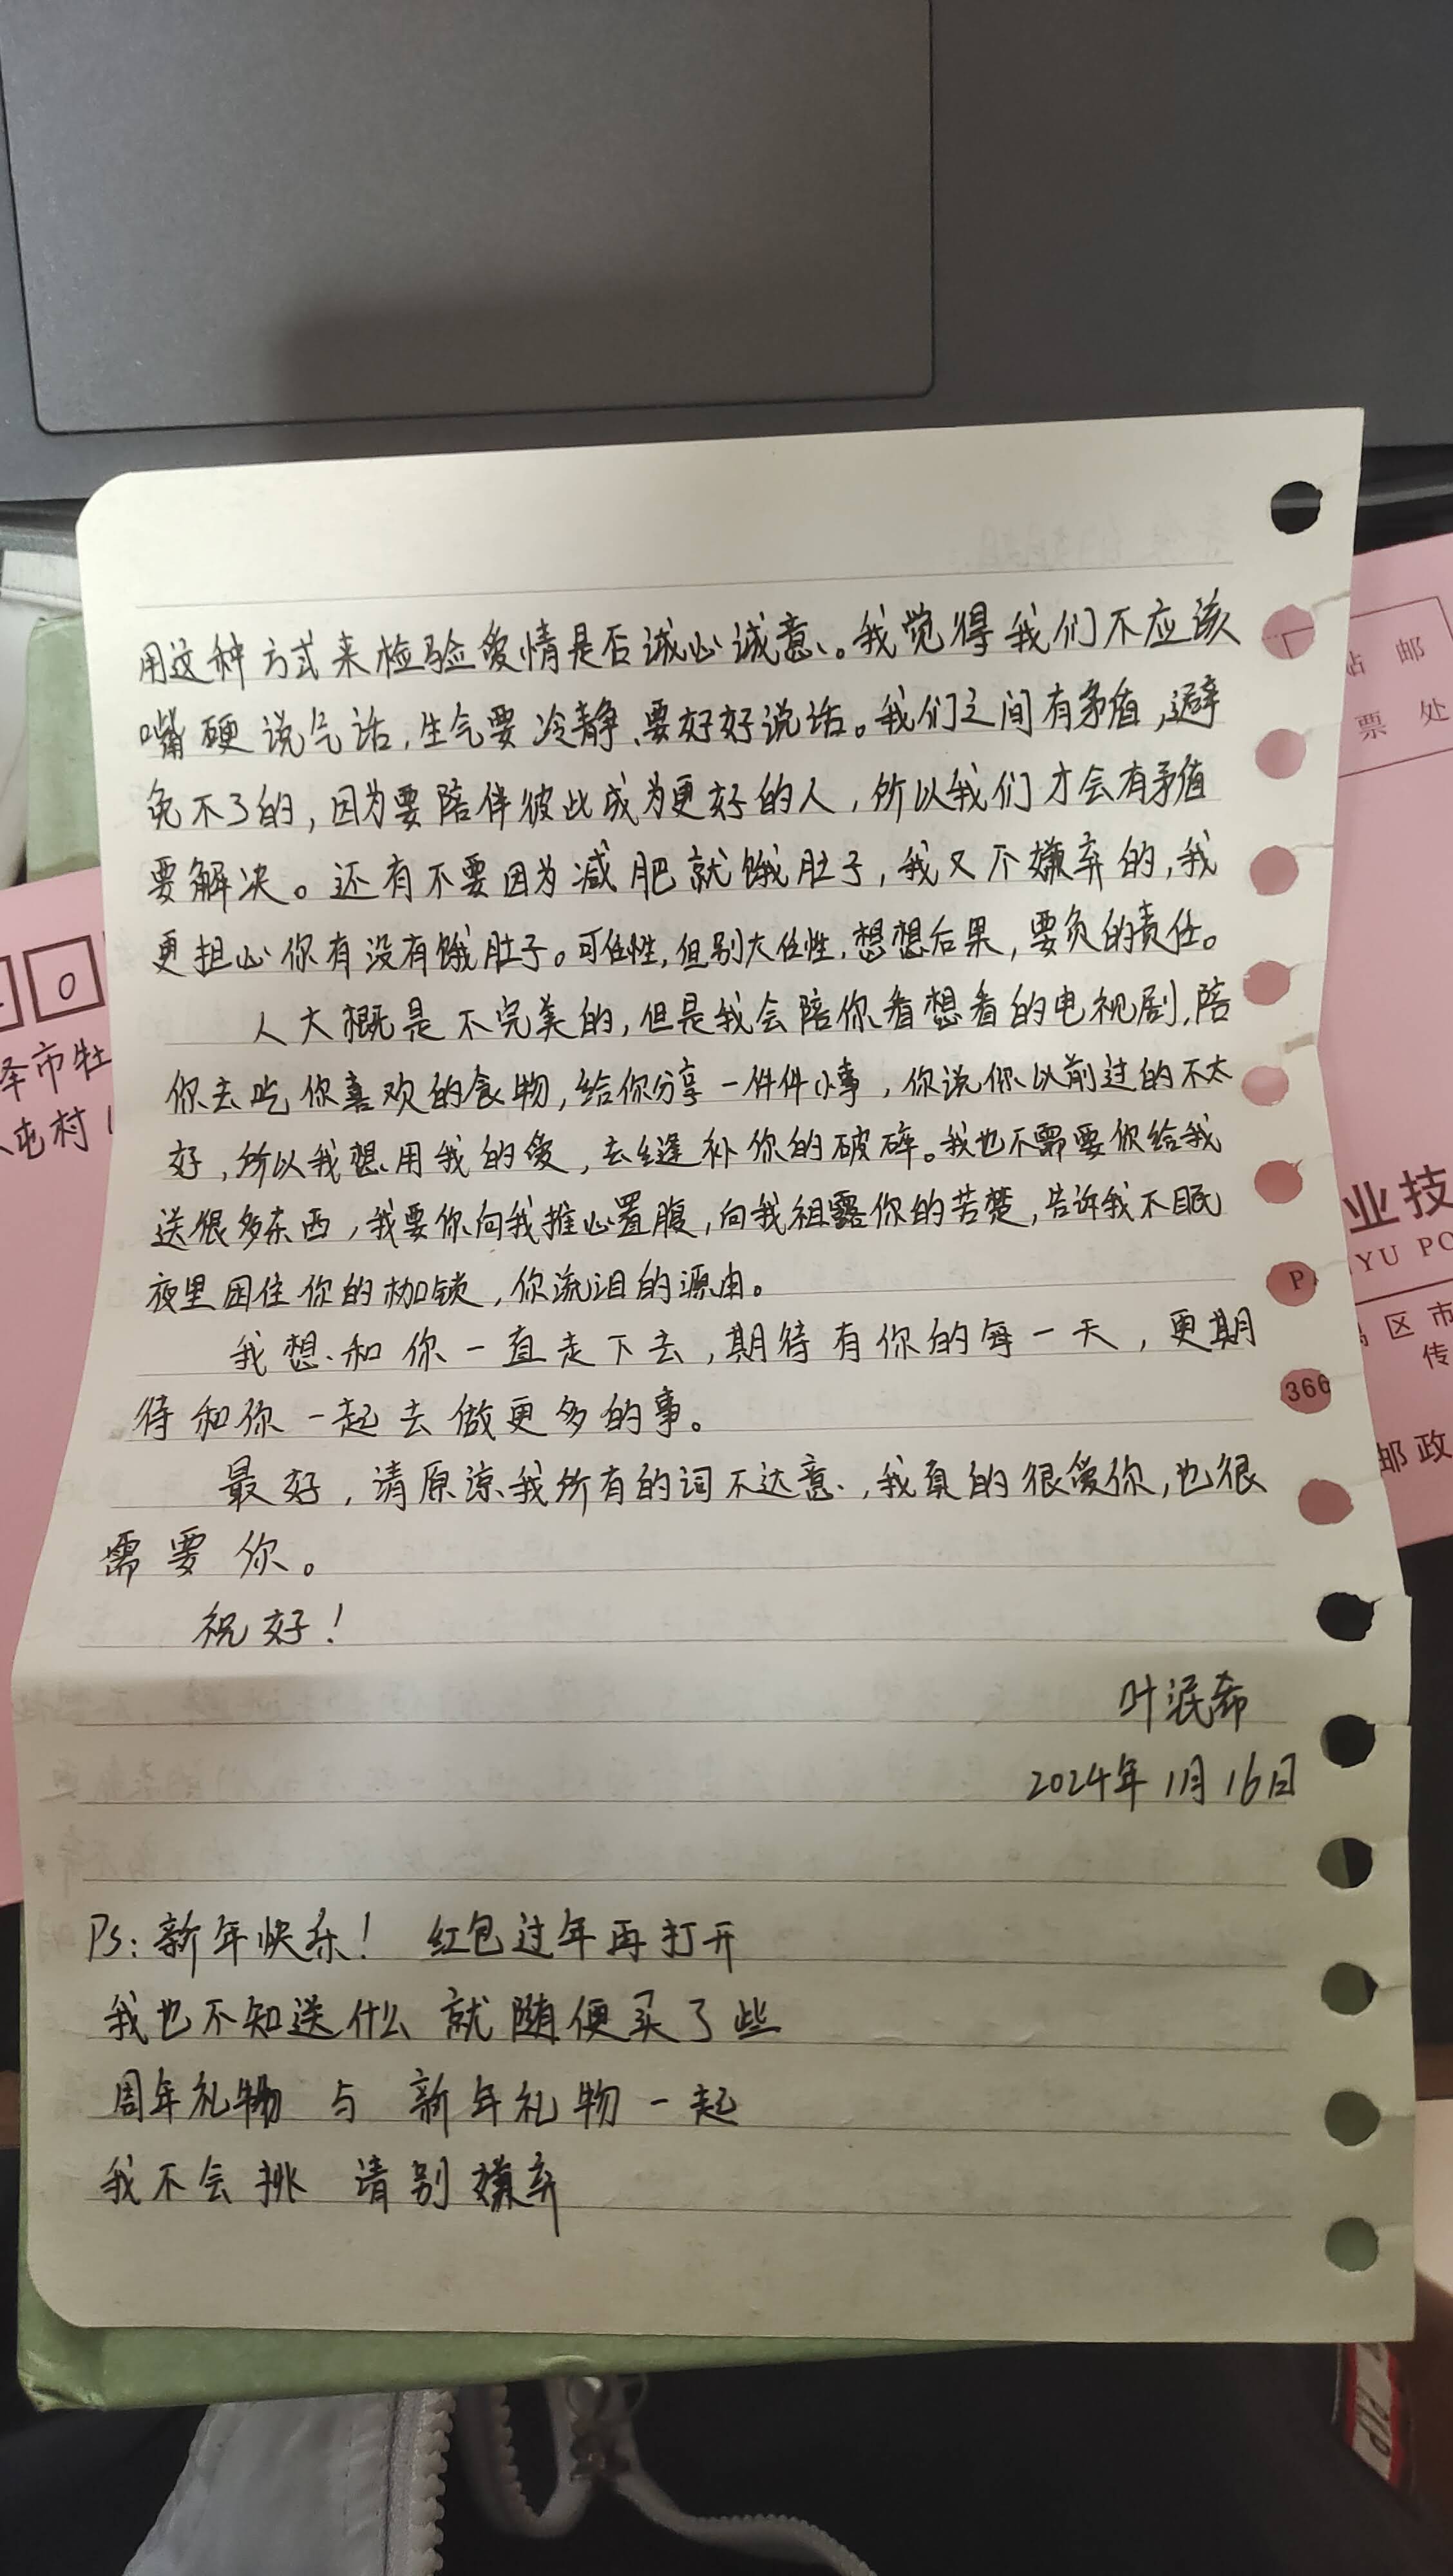 用这种方式来检验爱情是否诚心诚意。我觉得我们不应该
嘴硬说气话,生气要冷静、要好好说话。我们之间有矛值,避
免不了的,因为要陪伴彼此成为更好的人,所以我们才会有矛值
要解决。还有不要因为减肥就饿肚子,我又不嫌弃的,我
更担心你有没有饿肚子。可任性,但别太任性,想想后果,要负的责任。
人大概是不完美的,但是我会陪你看想看的电视剧,陪
你去吃你喜欢的食物,给你分享一件件小事,你说你以前过的不太
好,所以我想用我的爱,去缝补你的破碎。我也不需要你给我
送很多东西,我要你向我推心置腹,向我袒露你的苦楚,告诉我不眠
夜里困住你的枷锁,你流泪的源由。
我想和你一直走下去,期待有你的每一天,更期
待和你一起去做更多的事。
最好,请原谅我所有的词不达意,我真的很爱你,也很
需要你。
祝好!
叶泯希
2024年1月16日
Ps:新年快乐! 红包过年再打开
我也不知送什么 就随便买了些
周年礼物 与 新年礼物一起
我不会挑 请别嫌弃
0
泽市牡
屯村
站 邮
票 处
业技
YU PO
区市
传
366
邮政